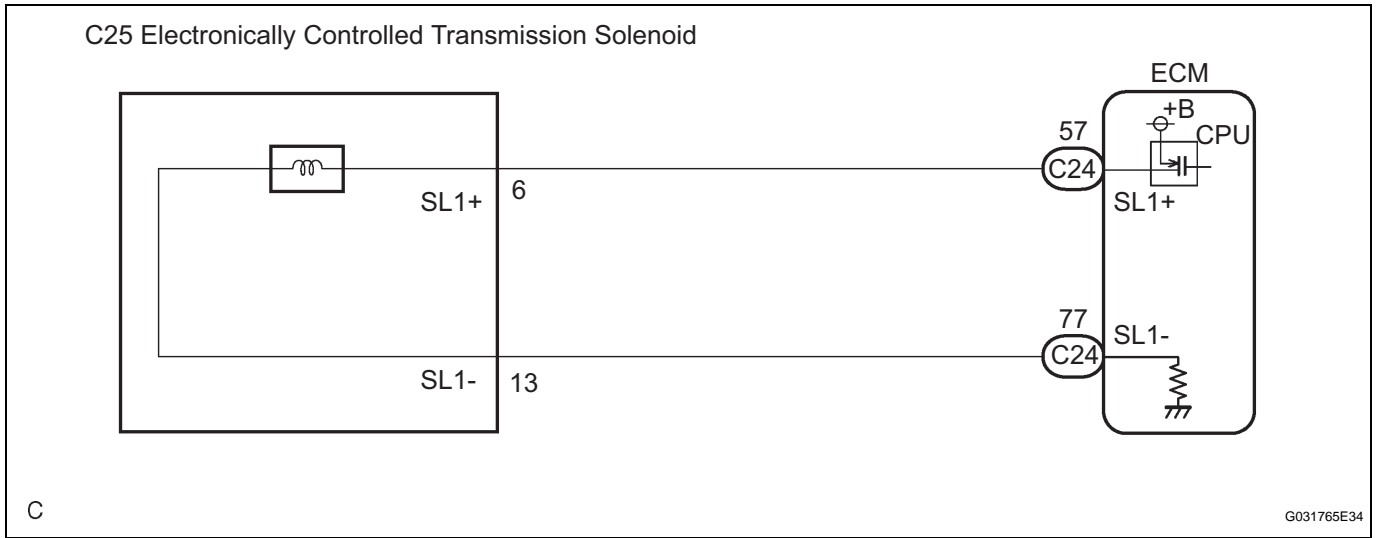 C25 Electronically Controlled Transmission Solenoid
ECM
+B
CPU
57
C24
SL1+
6
SL1+
77
C24
SL1-
SL1-
13
C
G031765E34